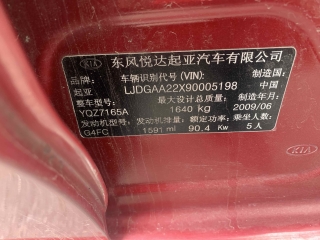 KIA 东风悦达起亚汽车有限公司
品牌: 车辆识别代号(VIN): 制造国:
起亚 LJDGAA22X90005198 中国
整车型号: 最大设计总质量: 制造年月:
YQZ7165A 1640 kg 2009/06
发动机型号: 发动机排量: 额定功率: 乘坐人数:
G4FC 1591 ml 90.4 Kw 5人
KIA